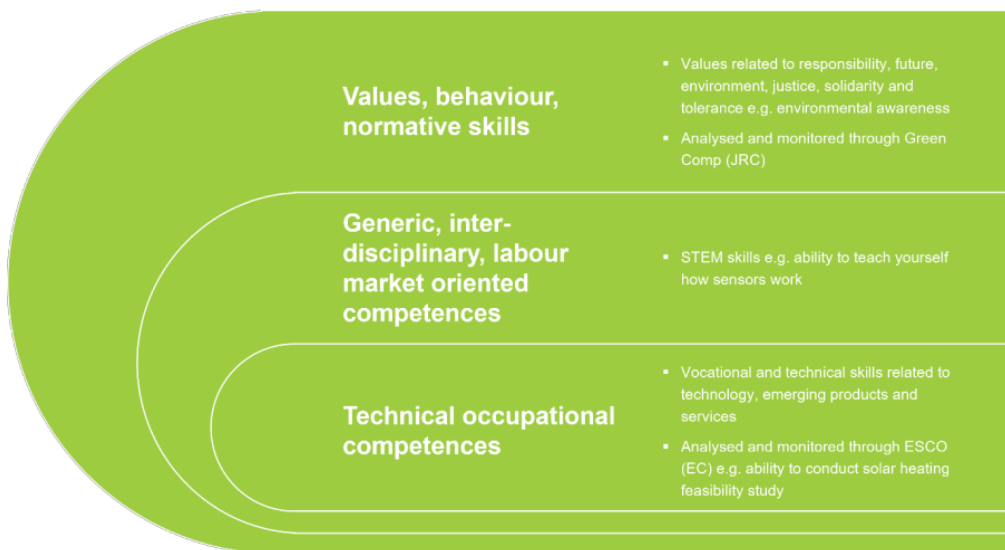 Values, behaviour,
normative skills
▪ Values related to responsibility, future,
environment, justice, solidarity and
tolerance e.g. environmental awareness
▪ Analysed and monitored through Green
Comp (JRC)
Generic, inter-
disciplinary, labour
market oriented
competences
▪ STEM skills e.g. ability to teach yourself
how sensors work
Technical occupational
competences
▪ Vocational and technical skills related to
technology, emerging products and
services
▪ Analysed and monitored through ESCO
(EC) e.g. ability to conduct solar heating
feasibility study